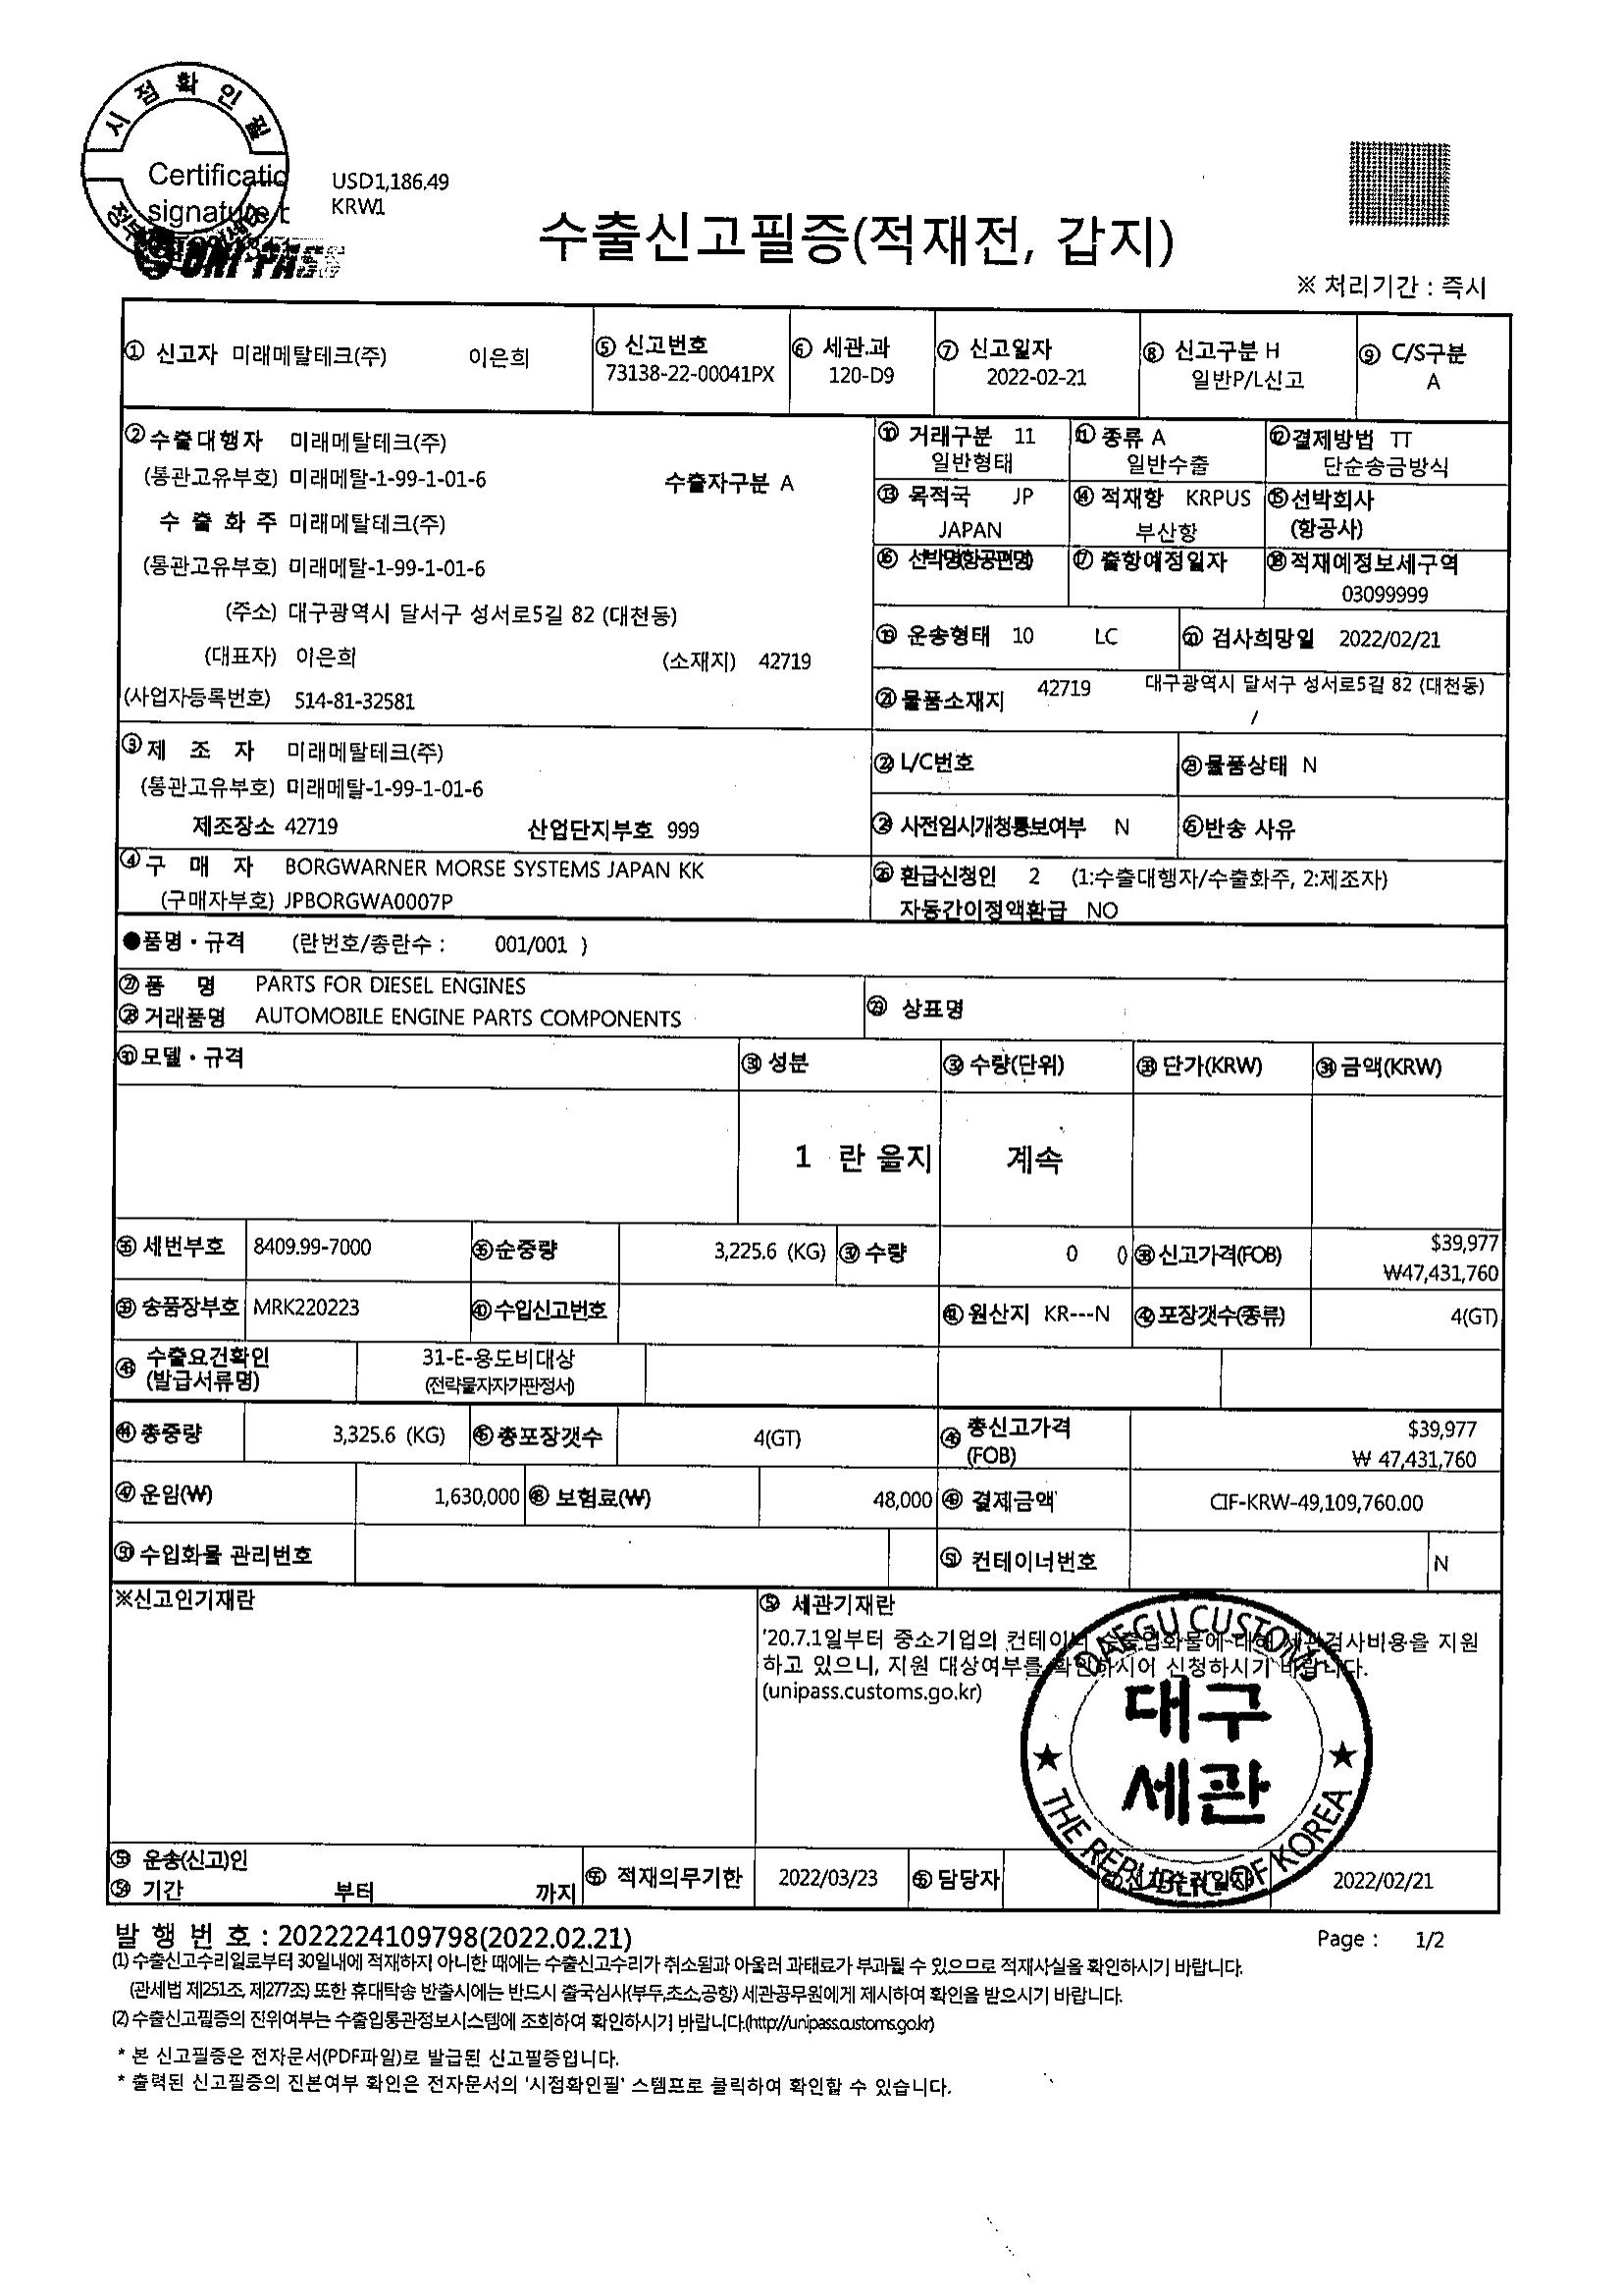 시점확인필
Certificatio
signature t
USD1,186.49
KRW1
UNI-PASS
수출신고필증(적재전, 갑지)
※ 처리기간 : 즉시
① 신고자 미래메탈테크(주) 이은희
⑤ 신고번호
73138-22-00041PX
⑥ 세관.과
120-D9
⑦ 신고일자
2022-02-21
⑧ 신고구분 H
일반P/L신고
⑨ C/S구분
A
② 수출대행자 미래메탈테크(주)
(통관고유부호) 미래메탈-1-99-1-01-6 수출자구분 A
수 출 화 주 미래메탈테크(주)
(통관고유부호) 미래메탈-1-99-1-01-6
(주소) 대구광역시 달서구 성서로5길 82 (대천동)
(대표자) 이은희 (소재지) 42719
(사업자등록번호) 514-81-32581
⑩ 거래구분 11
일반형태
⑪ 종류 A
일반수출
⑫ 결제방법 TT
단순송금방식
⑬ 목적국 JP
JAPAN
⑭ 적재항 KRPUS
부산항
⑮ 선박회사
(항공사)
⑯ 선박명(항공편명)
⑰ 출항예정일자
⑱ 적재예정보세구역
03099999
⑲ 운송형태 10 LC
⑳ 검사희망일 2022/02/21
㉑ 물품소재지 42719 대구광역시 달서구 성서로5길 82 (대천동)
/
③ 제 조 자 미래메탈테크(주)
(통관고유부호) 미래메탈-1-99-1-01-6
제조장소 42719 산업단지부호 999
㉒ L/C번호
㉓ 물품상태 N
㉔ 사전임시개청통보여부 N
㉕ 반송 사유
④ 구 매 자 BORGWARNER MORSE SYSTEMS JAPAN KK
(구매자부호) JPBORGWA0007P
㉖ 환급신청인 2 (1:수출대행자/수출화주, 2:제조자)
자동간이정액환급 NO
●품명·규격 (란번호/총란수 : 001/001 )
㉗ 품 명 PARTS FOR DIESEL ENGINES
㉘ 거래품명 AUTOMOBILE ENGINE PARTS COMPONENTS
㉙ 상표명
㉚ 모델·규격
㉛ 성분
㉜ 수량(단위)
㉝ 단가(KRW)
㉞ 금액(KRW)
1 란 을지 계속
㉟ 세번부호 8409.99-7000
㊱ 순중량 3,225.6 (KG)
㊲ 수량 0 0
㊳ 신고가격(FOB) $39,977
₩47,431,760
㊴ 송품장부호 MRK220223
㊵ 수입신고번호
㊶ 원산지 KR---N
㊷ 포장갯수(종류) 4(GT)
㊸ 수출요건확인
(발급서류명)
31-E-용도비대상
(전략물자자가판정서)
㊹ 총중량 3,325.6 (KG)
㊺ 총포장갯수 4(GT)
㊻ 총신고가격
(FOB)
$39,977
₩ 47,431,760
㊼ 운임(₩) 1,630,000
㊽ 보험료(₩) 48,000
㊾ 결제금액 CIF-KRW-49,109,760.00
㊿ 수입화물 관리번호
51 컨테이너번호 N
※신고인기재란
52 세관기재란
'20.7.1일부터 중소기업의 컨테이너 수출입화물에 대해 세관검사비용을 지원
하고 있으니, 지원 대상여부를 확인하시어 신청하시기 바랍니다.
(unipass.customs.go.kr)
DAEGU CUSTOMS
대구
세관
THE REPUBLIC OF KOREA
53 운송(신고)인
54 기간 부터 까지
55 적재의무기한 2022/03/23
56 담당자
57 신고수리일자 2022/02/21
발 행 번 호 : 2022224109798(2022.02.21)
Page : 1/2
(1) 수출신고수리일로부터 30일내에 적재하지 아니한 때에는 수출신고수리가 취소됨과 아울러 과태료가 부과될 수 있으므로 적재사실을 확인하시기 바랍니다.
(관세법 제251조, 제277조) 또한 휴대탁송 반출시에는 반드시 출국심사(부두,초소,공항) 세관공무원에게 제시하여 확인을 받으시기 바랍니다.
(2) 수출신고필증의 진위여부는 수출입통관정보시스템에 조회하여 확인하시기 바랍니다.(http://unipass.customs.go.kr)
* 본 신고필증은 전자문서(PDF파일)로 발급된 신고필증입니다.
* 출력된 신고필증의 진본여부 확인은 전자문서의 '시점확인필' 스탬프로 클릭하여 확인할 수 있습니다.